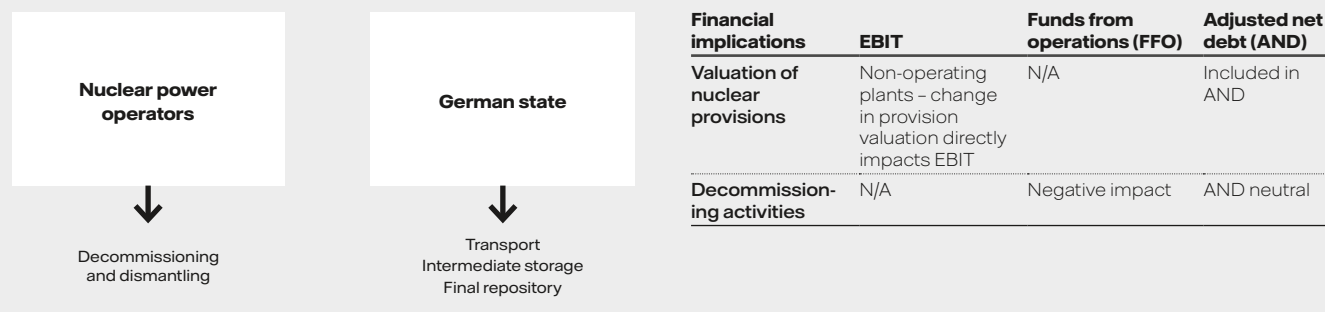 Nuclear power
operators
German state
Decommissioning
and dismantling
Transport
Intermediate storage
Final repository
Financial
implications
EBIT
Funds from
operations (FFO)
Adjusted net
debt (AND)
Valuation of
nuclear
provisions
Non-operating
plants – change
in provision
valuation directly
impacts EBIT
N/A
Included in
AND
Decommission-
ing activities
N/A
Negative impact
AND neutral